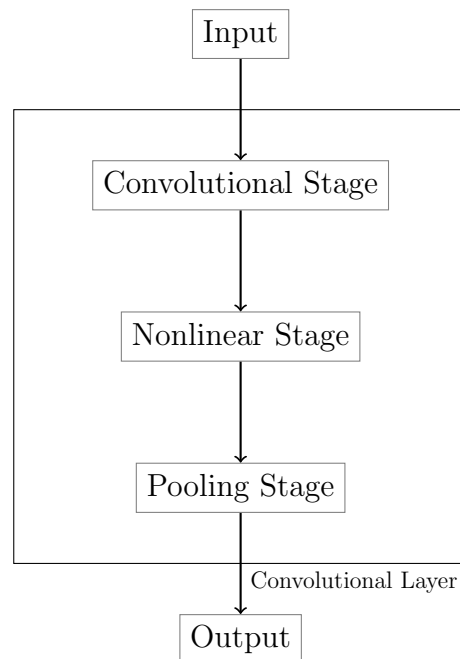 Input
Convolutional Stage
Nonlinear Stage
Pooling Stage
Convolutional Layer
Output